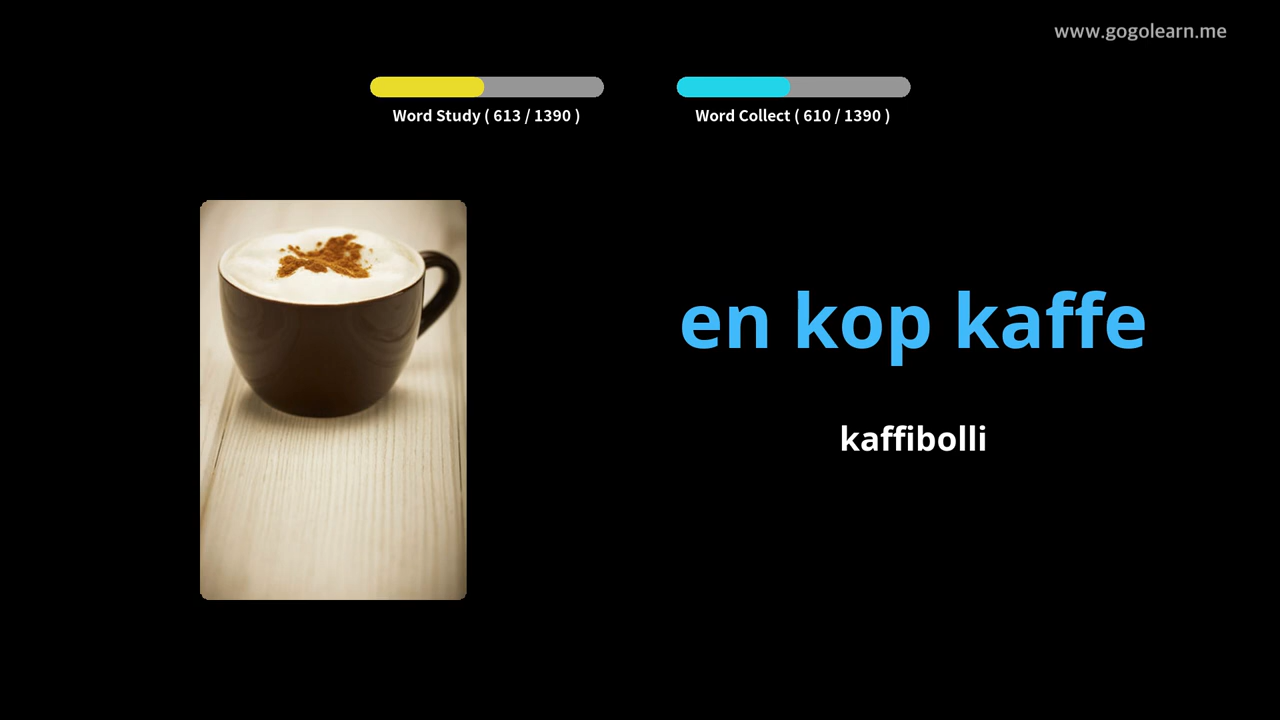 www.gogolearn.me
Word Study ( 613 / 1390 )
Word Collect ( 610 / 1390 )
en kop kaffe
kaffibolli